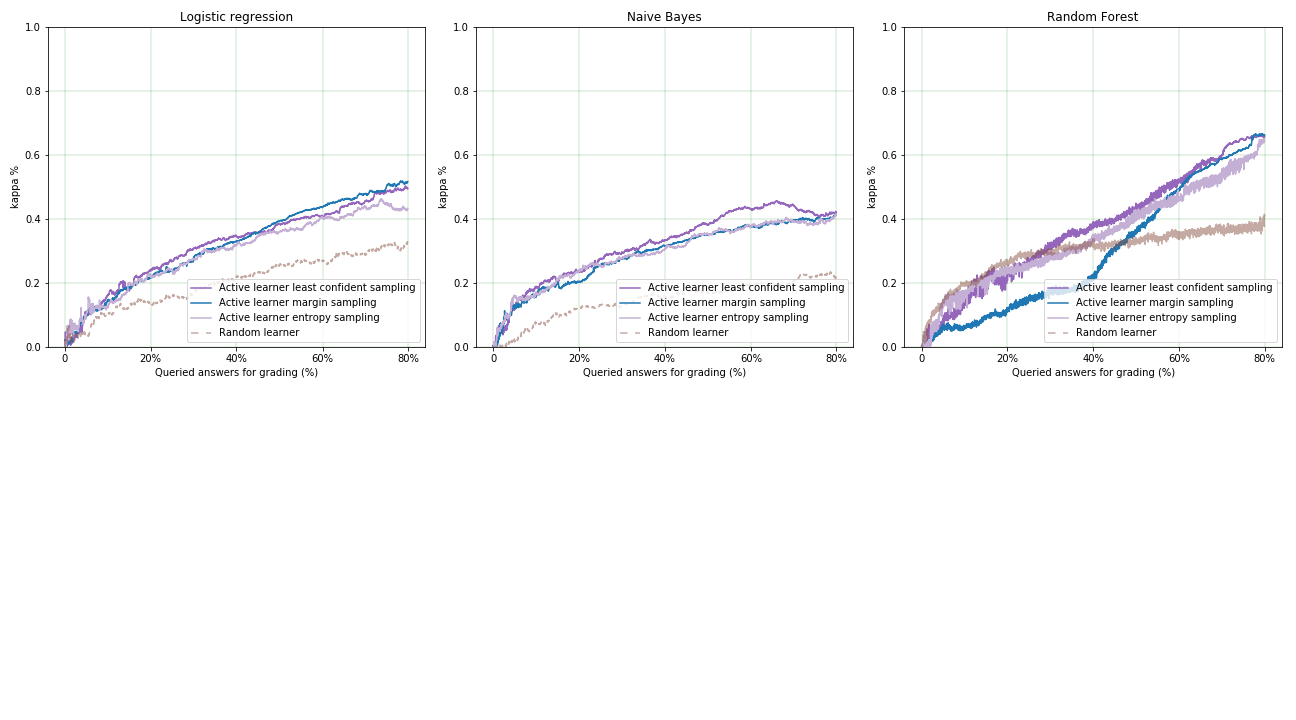 Logistic regression
1.0
0.8
0.6
0.4
0.2
0.0
kappa %
0 20% 40% 60% 80%
Queried answers for grading (%)
Active learner least confident sampling
Active learner margin sampling
Active learner entropy sampling
Random learner
Naive Bayes
1.0
0.8
0.6
0.4
0.2
0.0
kappa %
0 20% 40% 60% 80%
Queried answers for grading (%)
Active learner least confident sampling
Active learner margin sampling
Active learner entropy sampling
Random learner
Random Forest
1.0
0.8
0.6
0.4
0.2
0.0
kappa %
0 20% 40% 60% 80%
Queried answers for grading (%)
Active learner least confident sampling
Active learner margin sampling
Active learner entropy sampling
Random learner